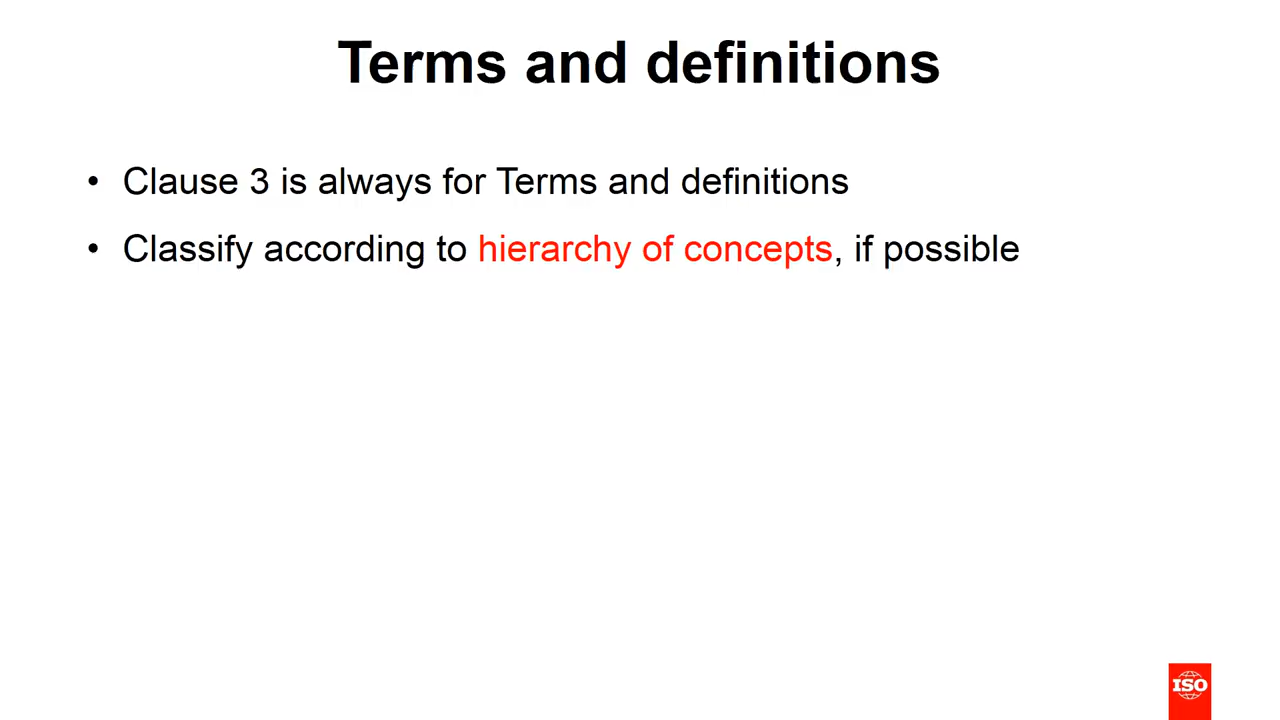 Terms and definitions
• Clause 3 is always for Terms and definitions
• Classify according to hierarchy of concepts, if possible
ISO